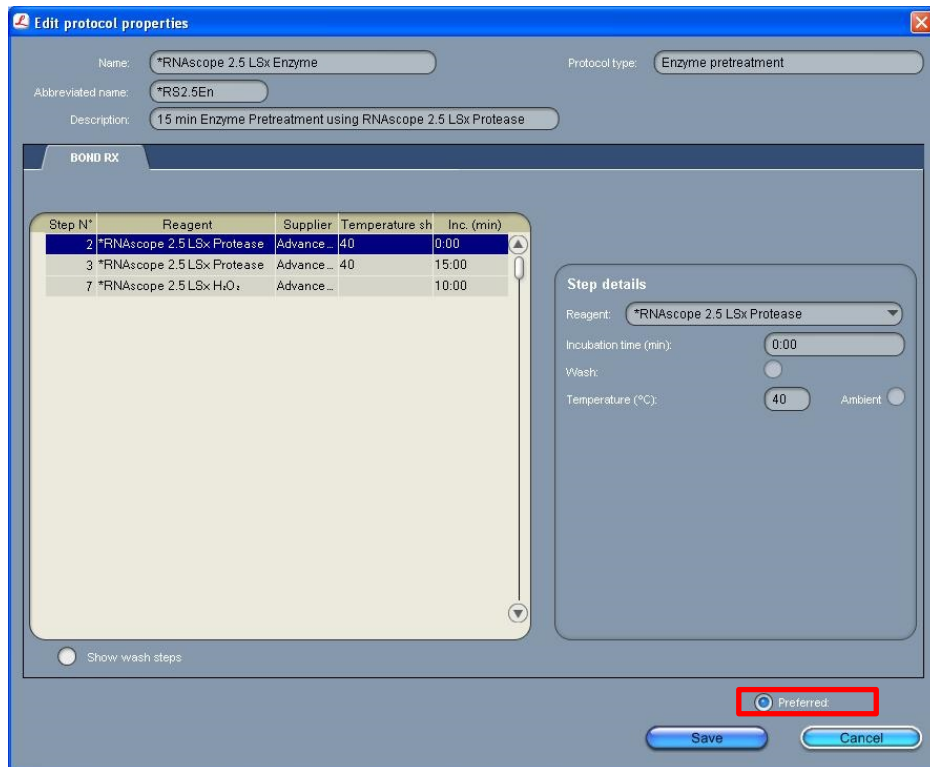 Edit protocol properties
Name: *RNAscope 2.5 LSx Enzyme Protocol type: Enzyme pretreatment
Abbreviated name: *RS2.5En
Description: 15 min Enzyme Pretreatment using RNAscope 2.5 LSx Protease
BOND RX
Step N° Reagent Supplier Temperature sh Inc. (min)
2 *RNAscope 2.5 LSx Protease Advance... 40 0:00
3 *RNAscope 2.5 LSx Protease Advance... 40 15:00
7 *RNAscope 2.5 LSx H₂O₂ Advance... 10:00
Step details
Reagent: *RNAscope 2.5 LSx Protease
Incubation time (min): 0:00
Wash:
Temperature (°C): 40 Ambient
Show wash steps
Preferred:
Save Cancel